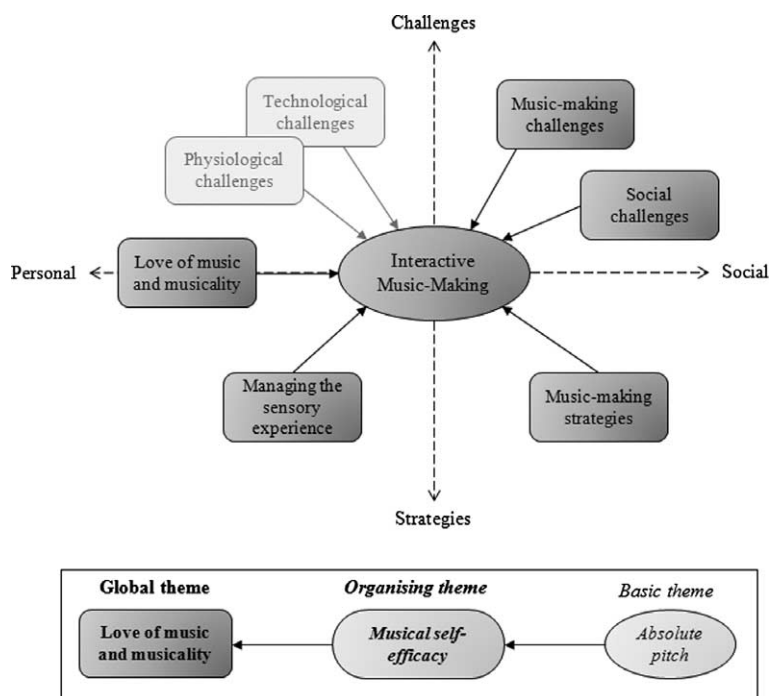 Challenges
Technological
challenges
Music-making
challenges
Physiological
challenges
Social
challenges
Personal
Love of music
and musicality
Interactive
Music-Making
Social
Managing the
sensory
experience
Music-making
strategies
Strategies
Global theme
Organising theme
Basic theme
Love of music
and musicality
Musical self-
efficacy
Absolute
pitch